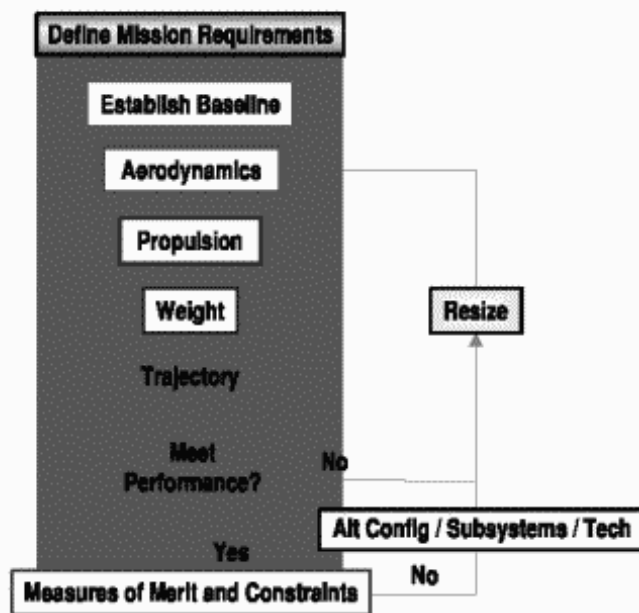 Define Mission Requirements
Establish Baseline
Aerodynamics
Propulsion
Weight
Resize
Trajectory
Meet
Performance?
No
Alt Config / Subsystems / Tech
Yes
No
Measures of Merit and Constraints